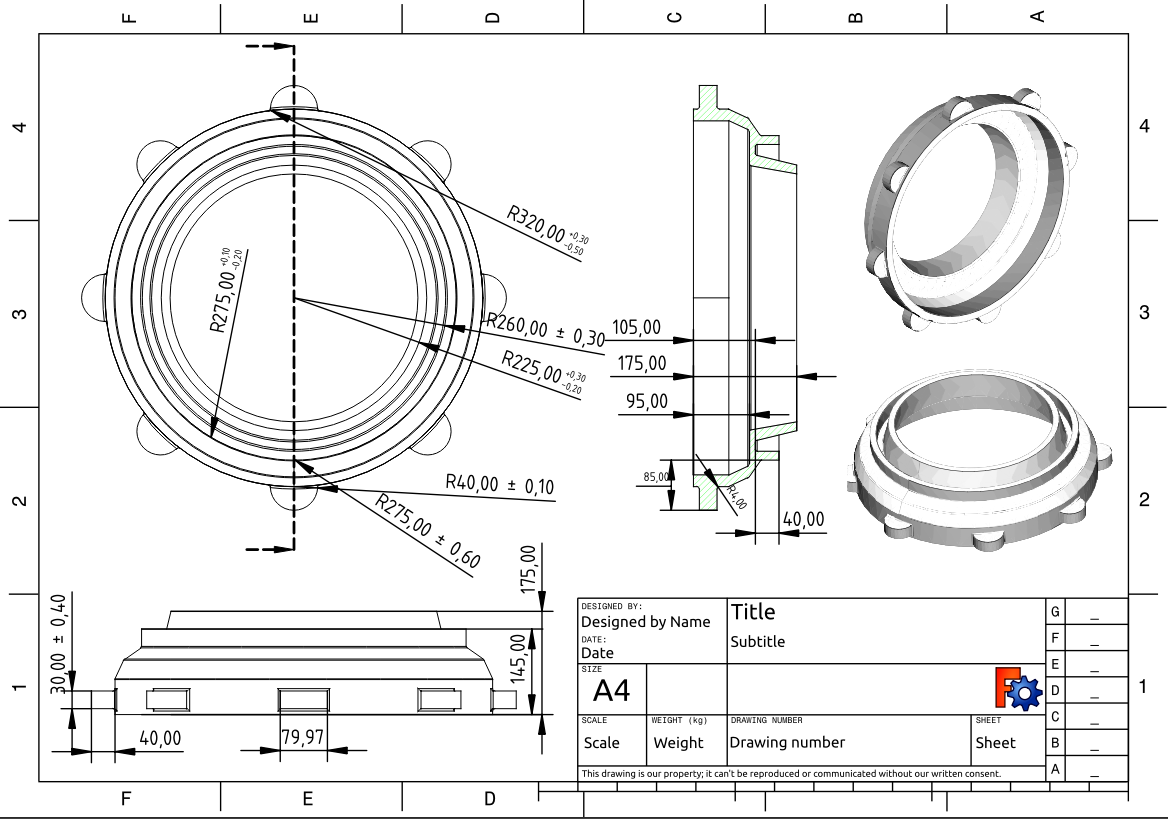 F E D C B A
4 4
3 3
2 2
1 1
R320,00 +0,30 -0,50
R275,00 +0,10 -0,20
R260,00 ± 0,30
R225,00 +0,30 -0,20
R40,00 ± 0,10
R275,00 ± 0,60
105,00
175,00
95,00
85,00
R4,00
40,00
30,00 ± 0,40
175,00
145,00
40,00
79,97
DESIGNED BY:
Designed by Name
DATE:
Date
Title
Subtitle
SIZE
A4
SCALE
Scale
WEIGHT (kg)
Weight
DRAWING NUMBER
Drawing number
SHEET
Sheet
This drawing is our property; it can't be reproduced or communicated without our written consent.
G _
F _
E _
D _
C _
B _
A _
F E D C B A